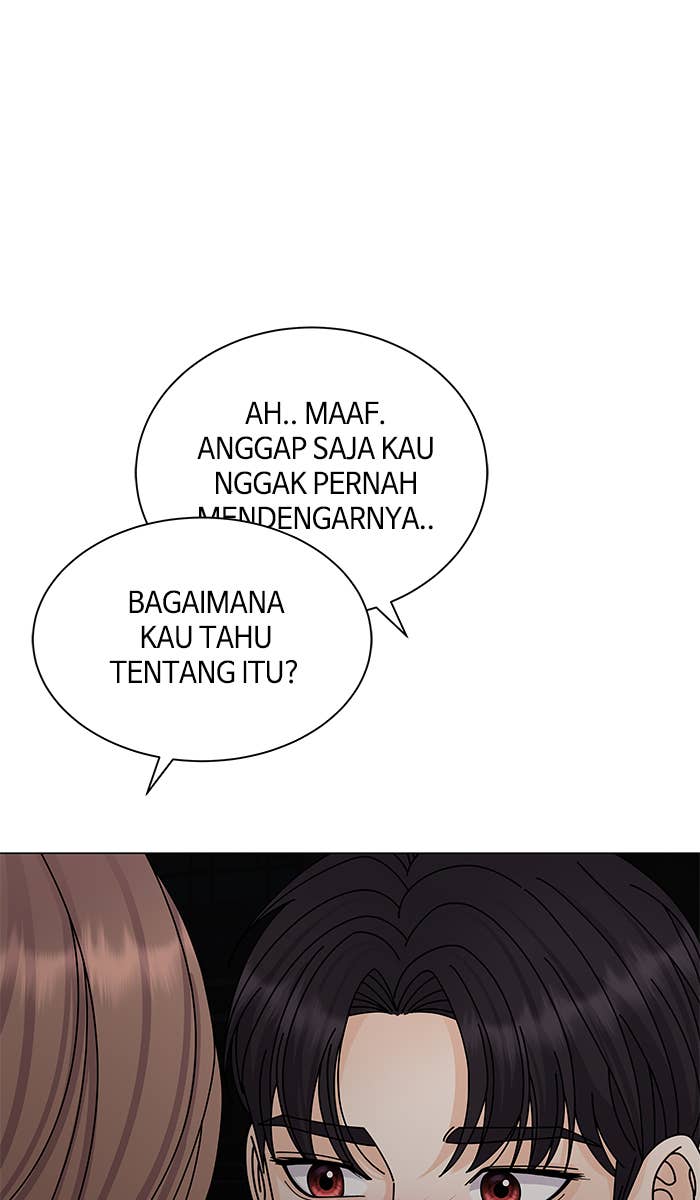 AH.. MAAF.
ANGGAP SAJA KAU
NGGAK PERNAH
MENDENGARNYA..
BAGAIMANA
KAU TAHU
TENTANG ITU?